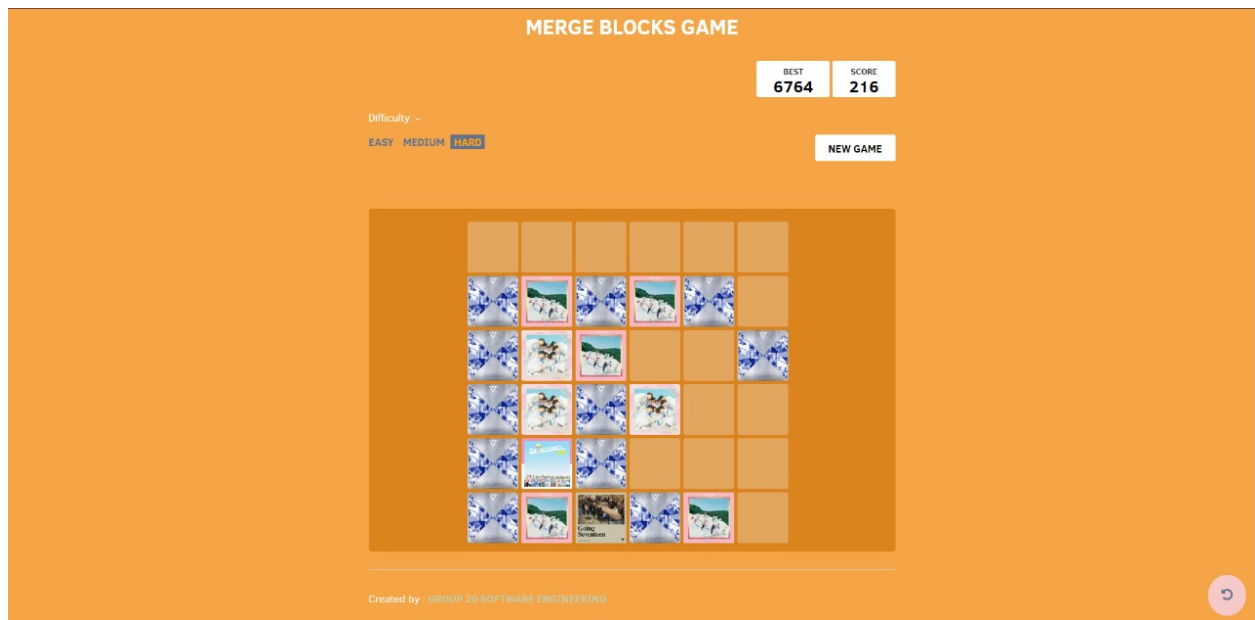 MERGE BLOCKS GAME
BEST
6764
SCORE
216
Difficulty :-
EASY MEDIUM HARD
NEW GAME
Going
Seventeen
Created by : GROUP 20 SOFTWARE ENGINEERING